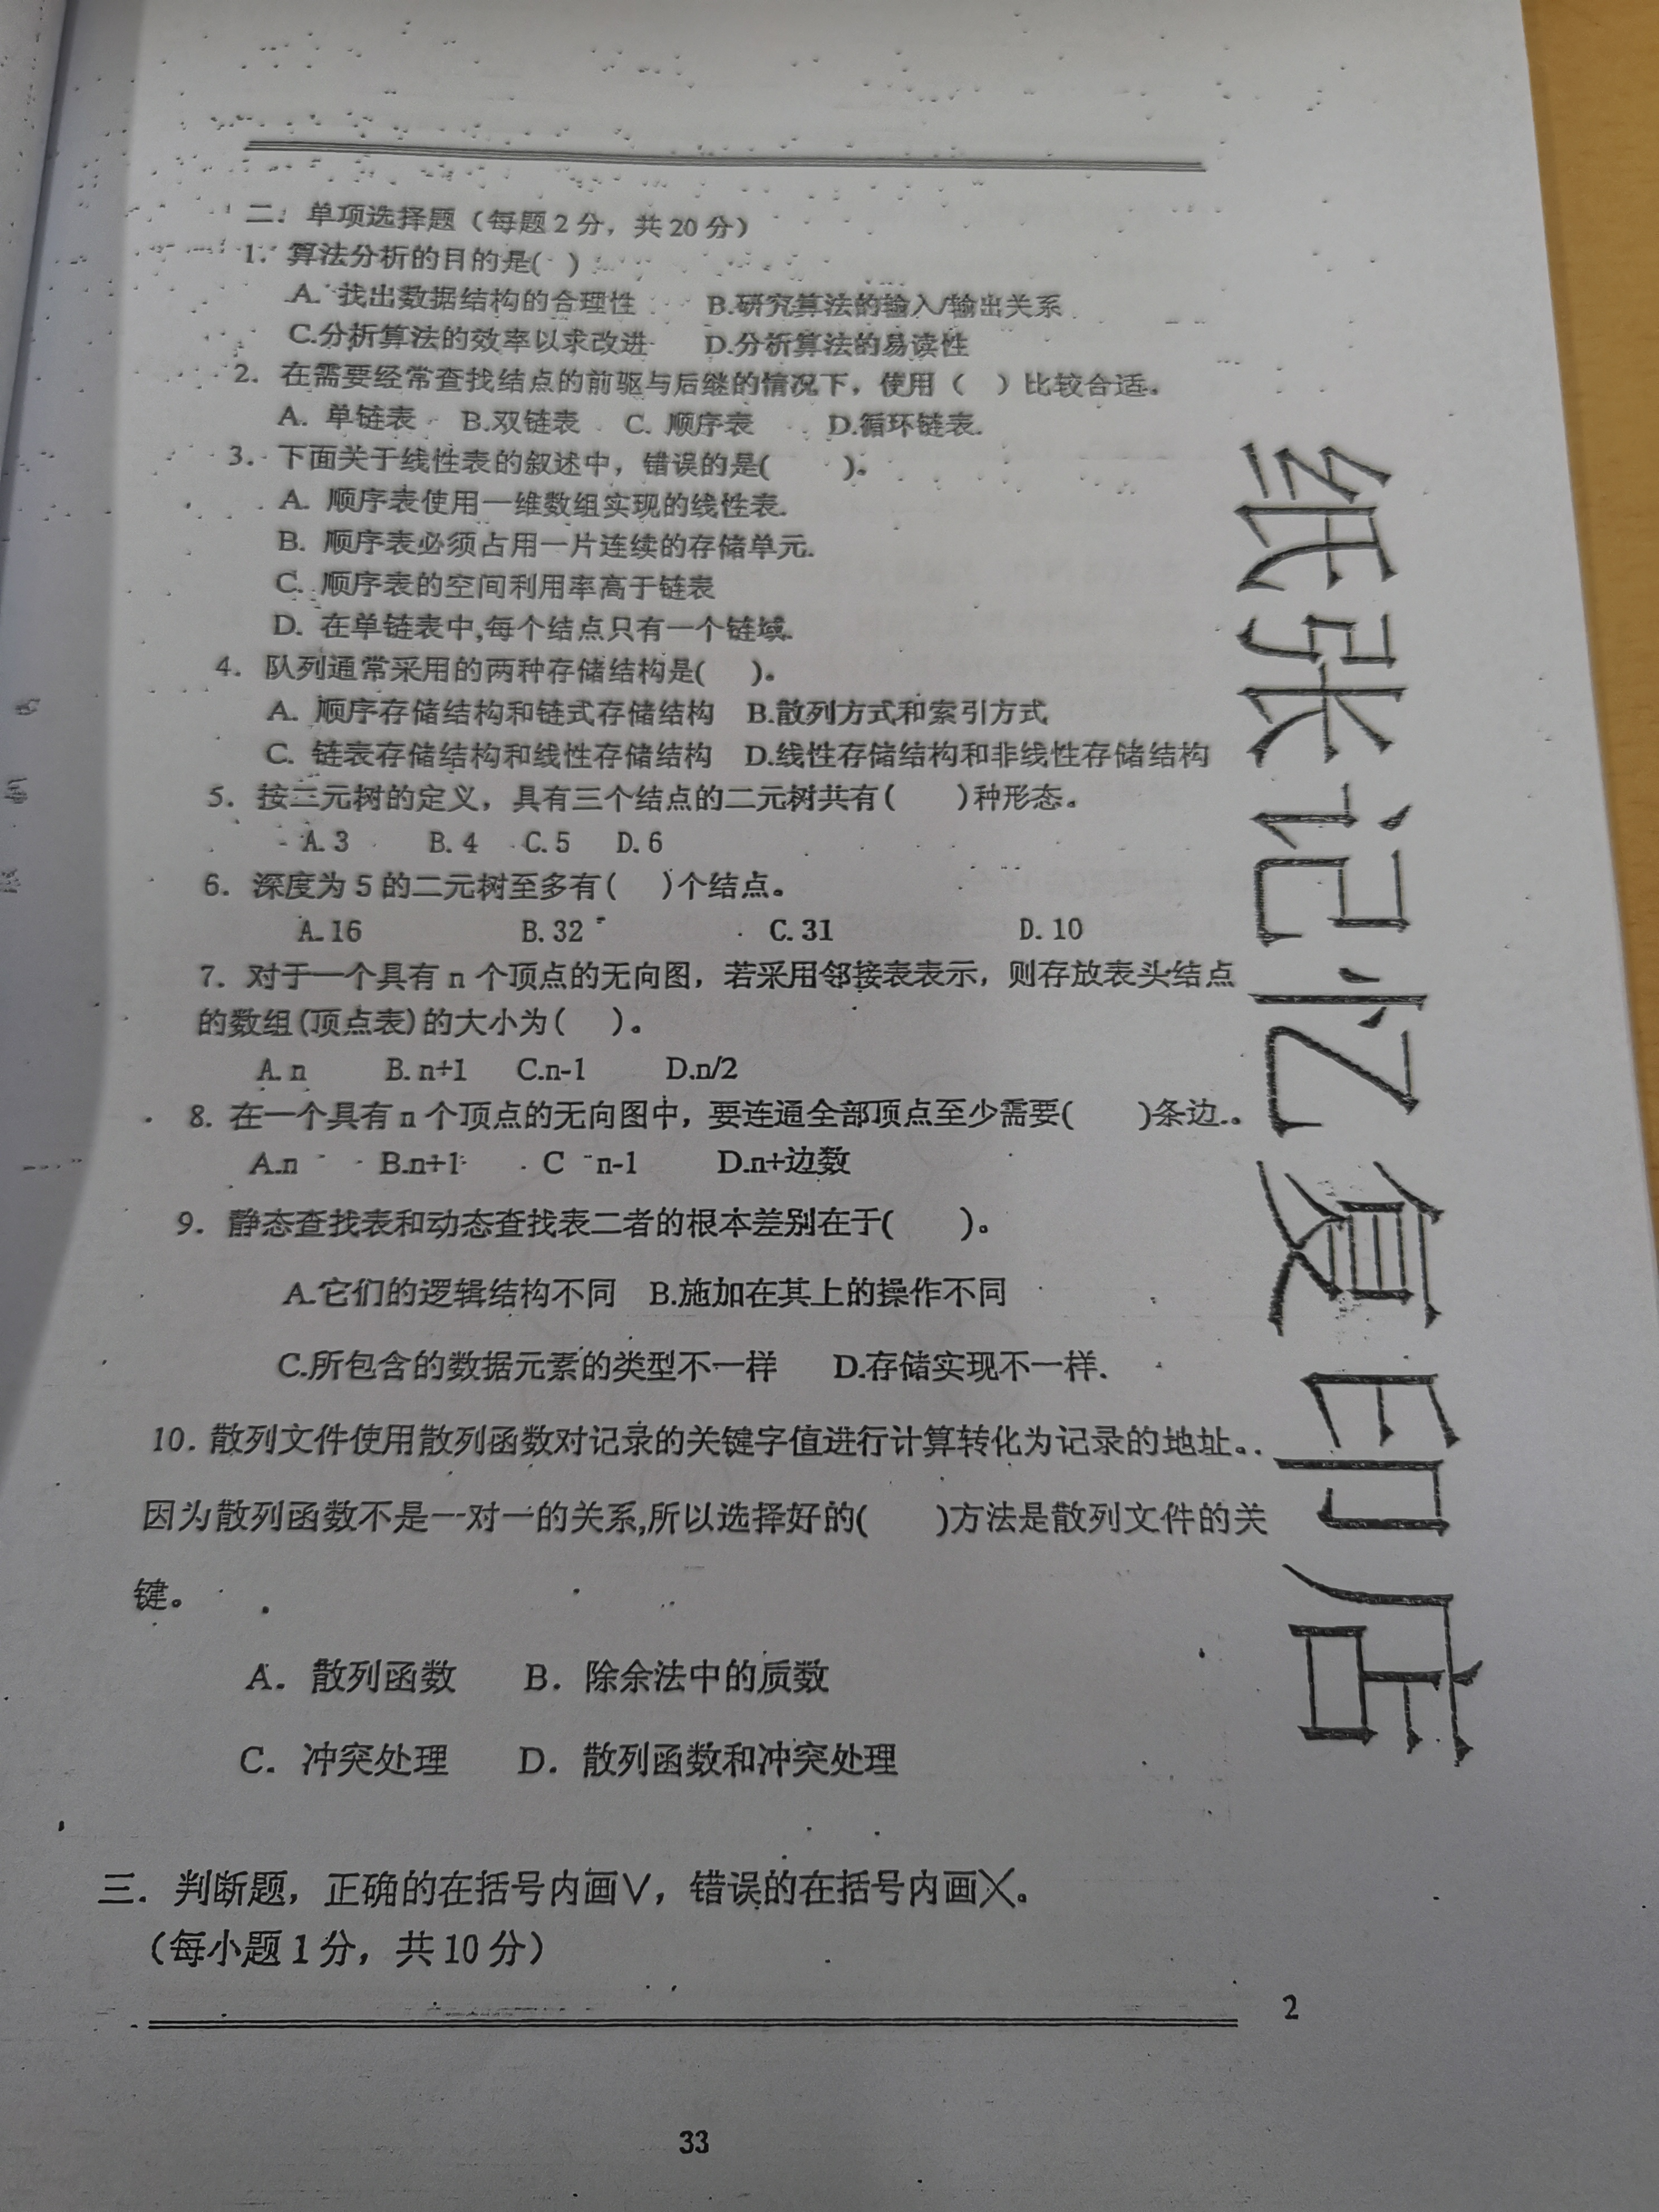 二. 单项选择题（每题2分，共20分）
1. 算法分析的目的是( )
A. 找出数据结构的合理性 B.研究算法的输入/输出关系
C.分析算法的效率以求改进 D.分析算法的易读性
2. 在需要经常查找结点的前驱与后继的情况下，使用（ ）比较合适。
A. 单链表 B.双链表 C. 顺序表 D.循环链表.
3. 下面关于线性表的叙述中，错误的是( )。
A. 顺序表使用一维数组实现的线性表.
B. 顺序表必须占用一片连续的存储单元.
C. 顺序表的空间利用率高于链表
D. 在单链表中,每个结点只有一个链域.
4. 队列通常采用的两种存储结构是( )。
A. 顺序存储结构和链式存储结构 B.散列方式和索引方式
C. 链表存储结构和线性存储结构 D.线性存储结构和非线性存储结构
5. 按二元树的定义，具有三个结点的二元树共有( )种形态。
A. 3 B. 4 C. 5 D. 6
6. 深度为5的二元树至多有( )个结点。
A. 16 B. 32 C. 31 D. 10
7. 对于一个具有n个顶点的无向图，若采用邻接表表示，则存放表头结点
的数组(顶点表)的大小为( )。
A. n B. n+1 C.n-1 D.n/2
8. 在一个具有n个顶点的无向图中，要连通全部顶点至少需要( )条边.。
A.n B.n+1 C n-1 D.n+边数
9. 静态查找表和动态查找表二者的根本差别在于( )。
A.它们的逻辑结构不同 B.施加在其上的操作不同
C.所包含的数据元素的类型不一样 D.存储实现不一样.
10. 散列文件使用散列函数对记录的关键字值进行计算转化为记录的地址。.
因为散列函数不是一对一的关系,所以选择好的( )方法是散列文件的关
键。
A. 散列函数 B. 除余法中的质数
C. 冲突处理 D. 散列函数和冲突处理
三. 判断题，正确的在括号内画V，错误的在括号内画X。
（每小题1分，共10分）
2
33
纸张记忆复印店